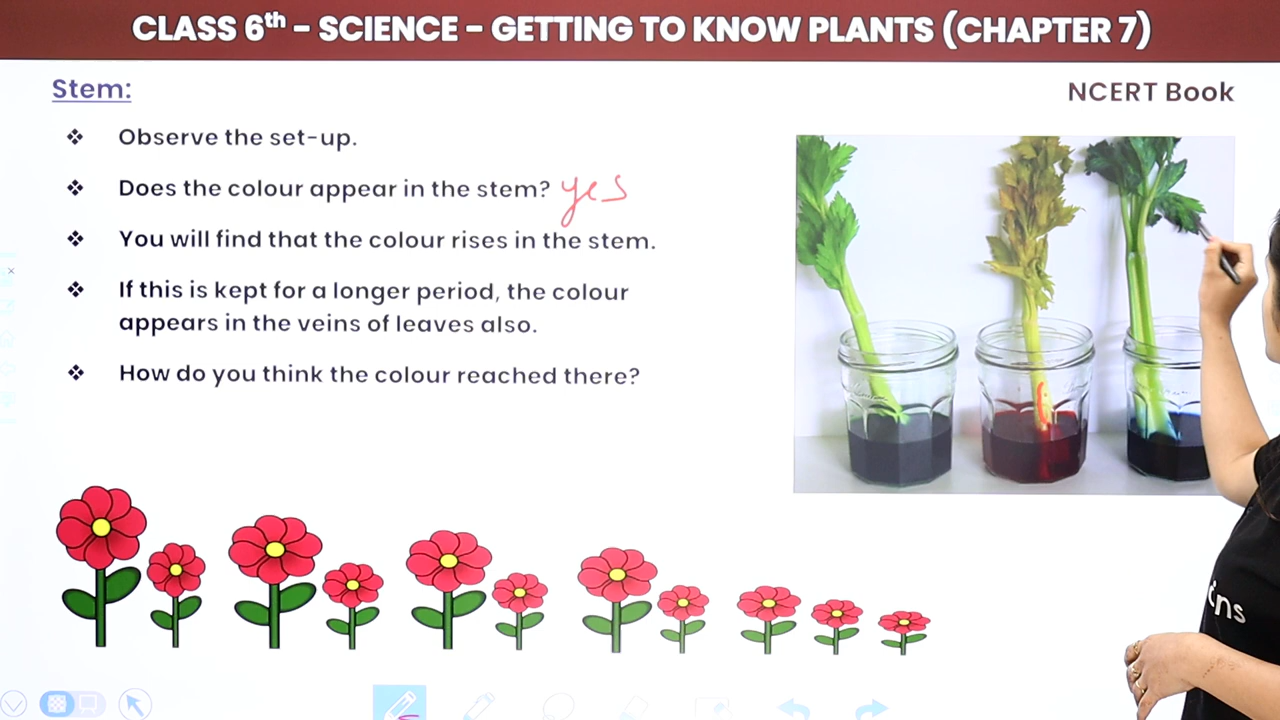 CLASS 6th - SCIENCE - GETTING TO KNOW PLANTS (CHAPTER 7)
Stem:
NCERT Book
❖ Observe the set-up.
❖ Does the colour appear in the stem? yes
❖ You will find that the colour rises in the stem.
❖ If this is kept for a longer period, the colour
appears in the veins of leaves also.
❖ How do you think the colour reached there?